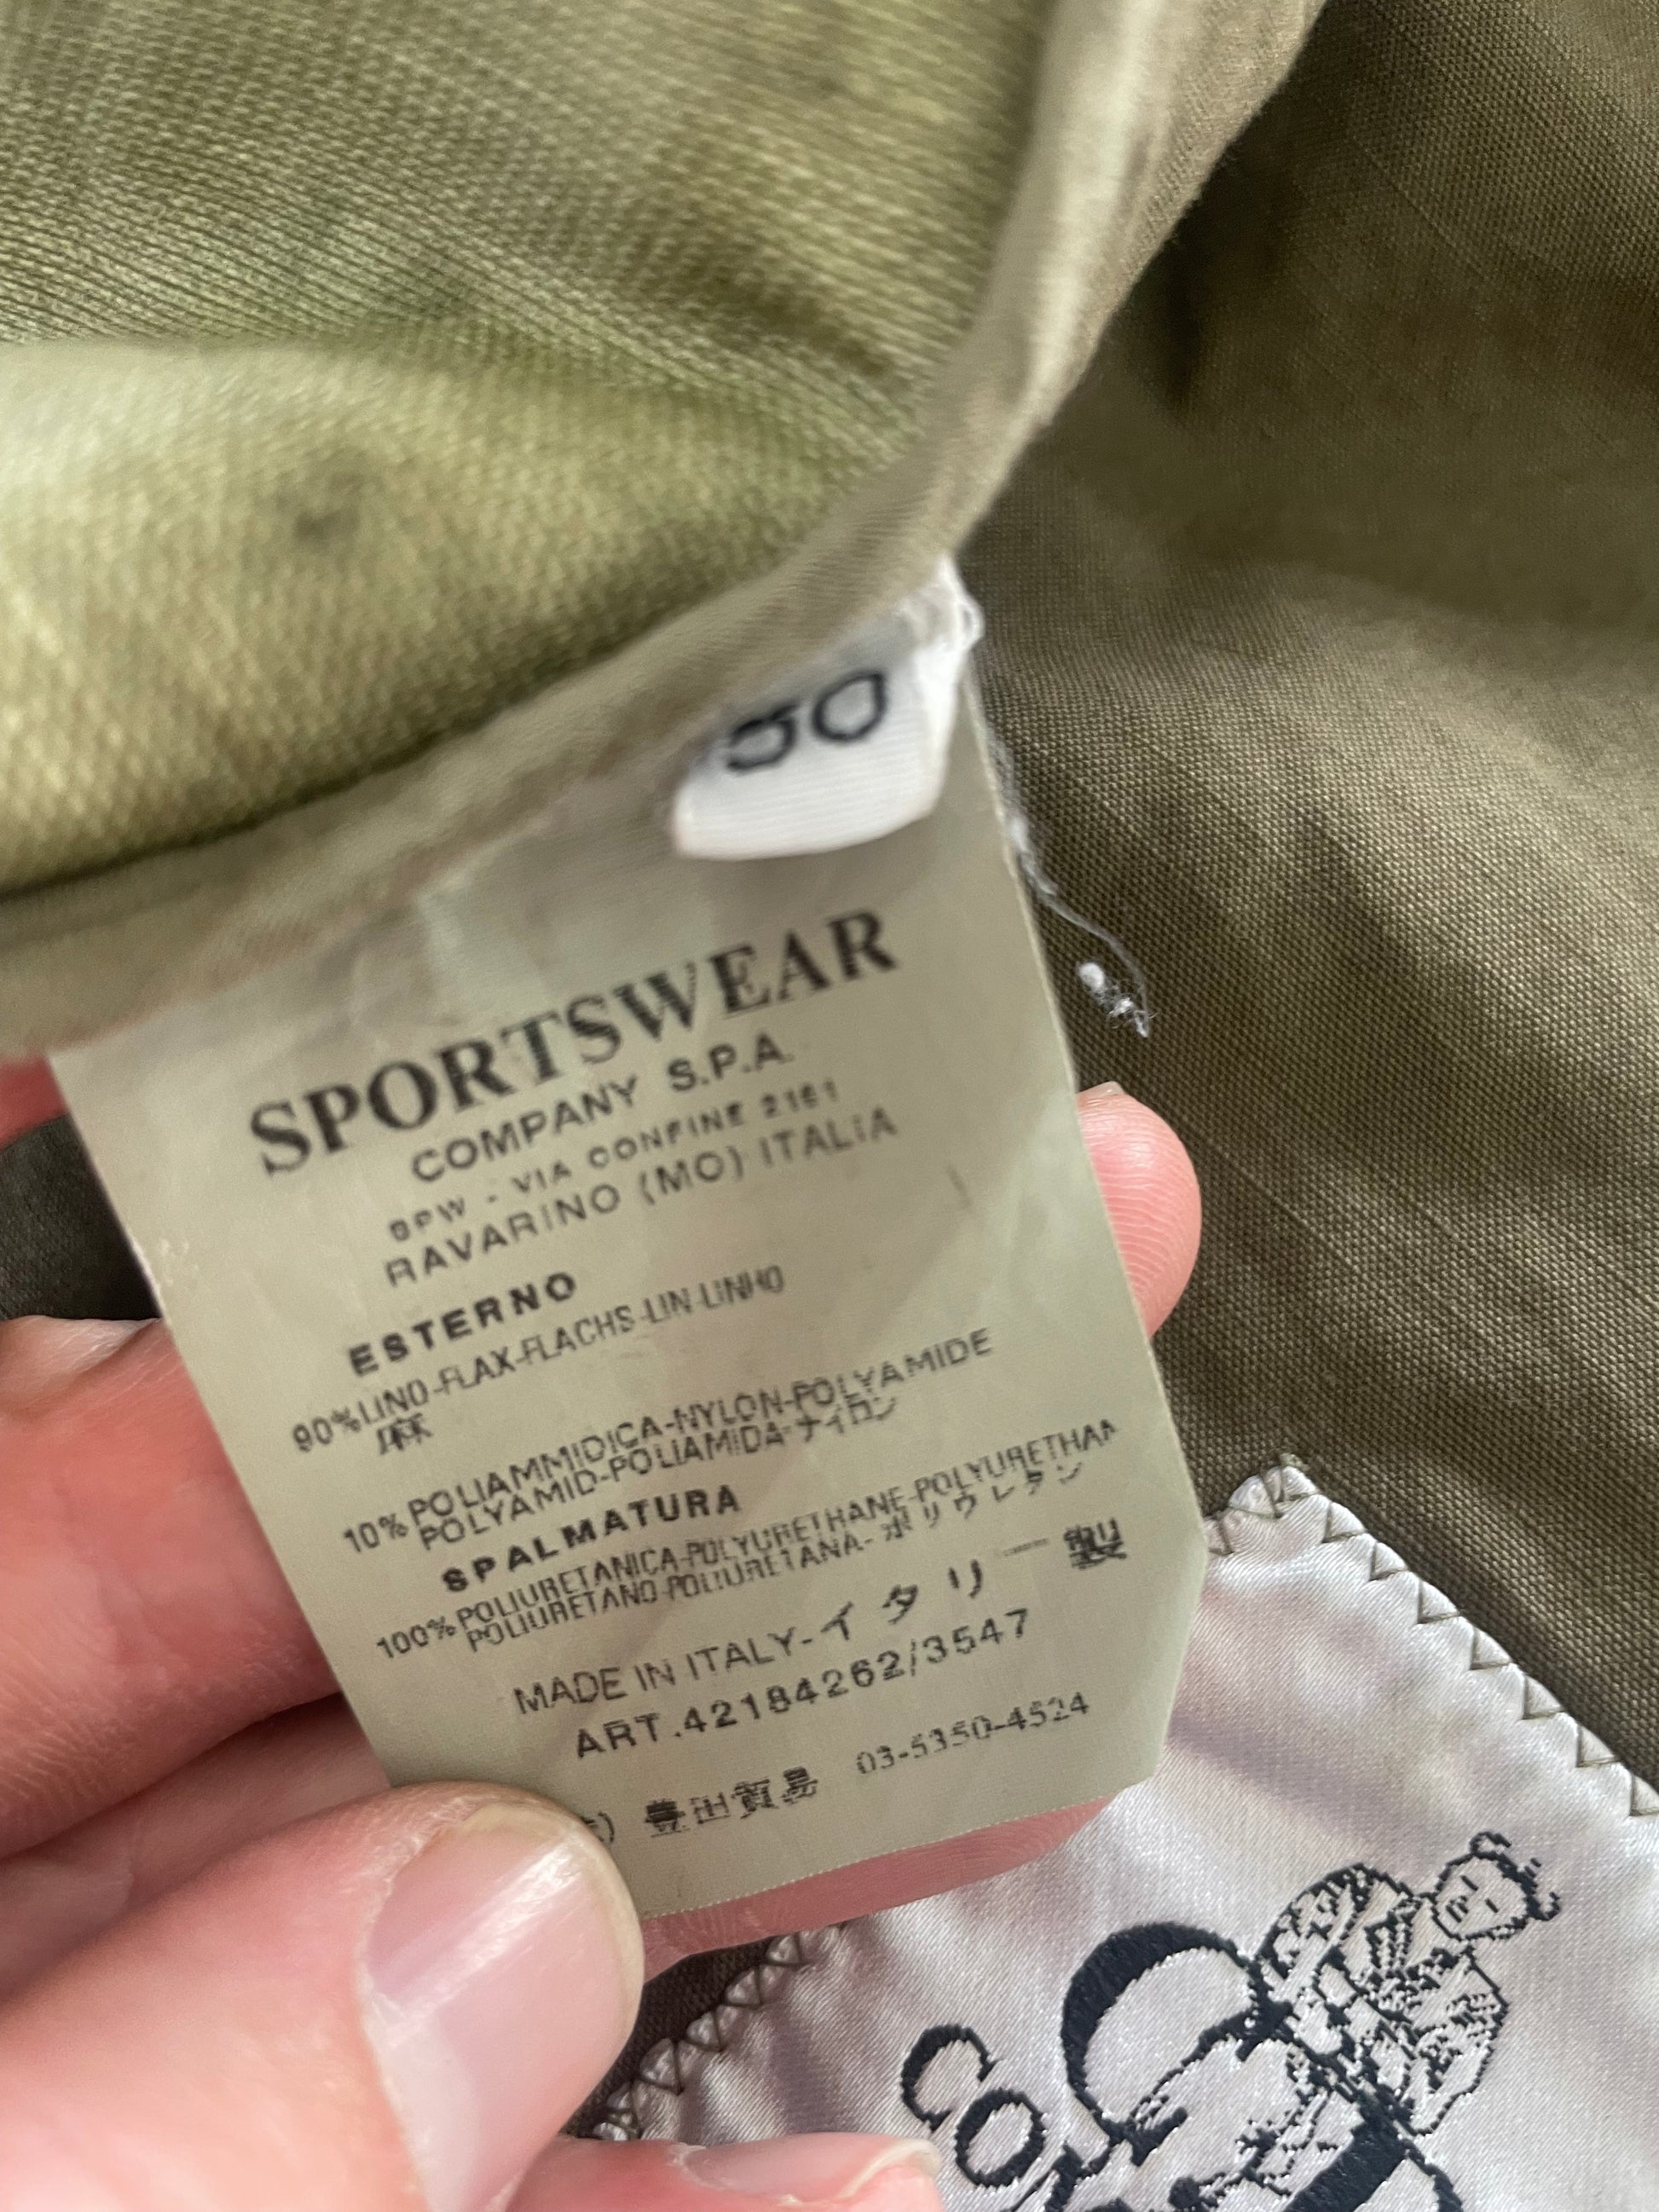 50
SPORTSWEAR
COMPANY S.P.A.
SPW - VIA CONFINE 2161
RAVARINO (MO) ITALIA
ESTERNO
90%LINO-FLAX-FLACHS-LIN-LINHO
麻
10%POLIAMMIDICA-NYLON-POLYAMIDE
POLYAMID-POLIAMIDA-ナイロン
SPALMATURA
100%POLIURETANICA-POLYURETHANE-POLYURETHAN
POLIURETANO-POLIURETANA-ポリウレタン
MADE IN ITALY-イタリー製
ART.42184262/3547
豊田貿易 03-5350-4524
CO